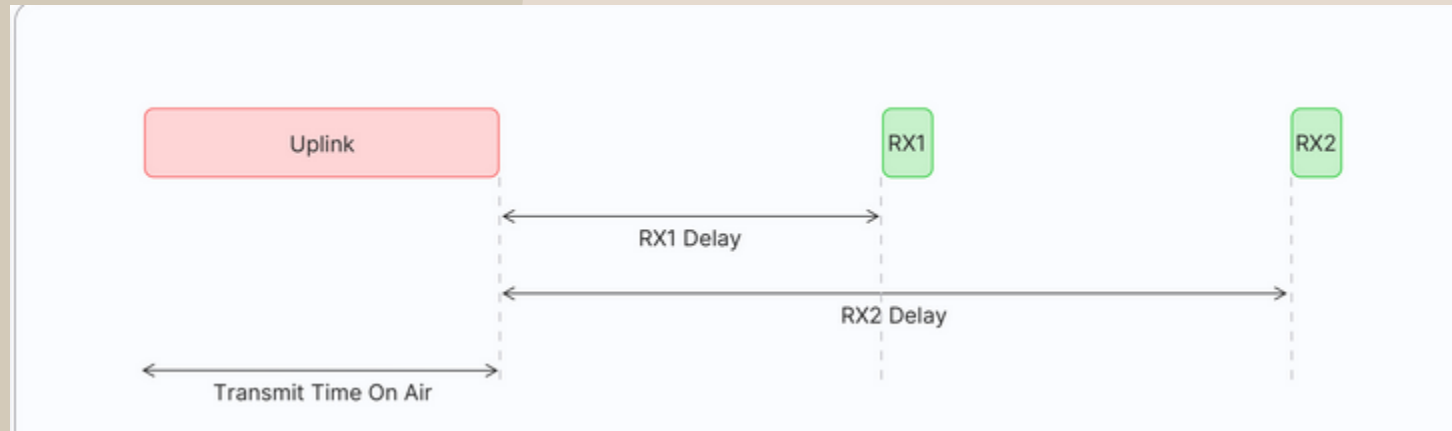 Uplink
RX1
RX2
RX1 Delay
RX2 Delay
Transmit Time On Air